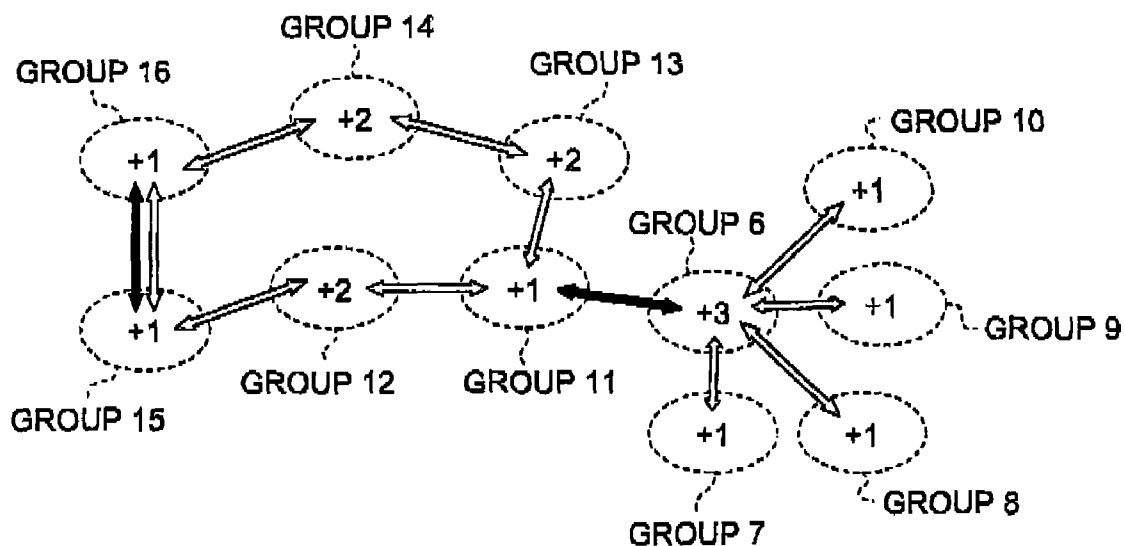 GROUP 14
GROUP 16
GROUP 13
GROUP 10
+2
+1
+2
+1
GROUP 6
+2
+1
+3
+1
+1
GROUP 9
GROUP 12
GROUP 11
GROUP 15
+1
+1
GROUP 8
GROUP 7